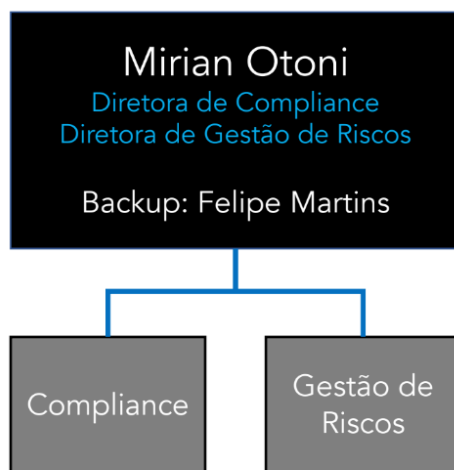 Mirian Otoni
Diretora de Compliance
Diretora de Gestão de Riscos
Backup: Felipe Martins
Compliance
Gestão de
Riscos